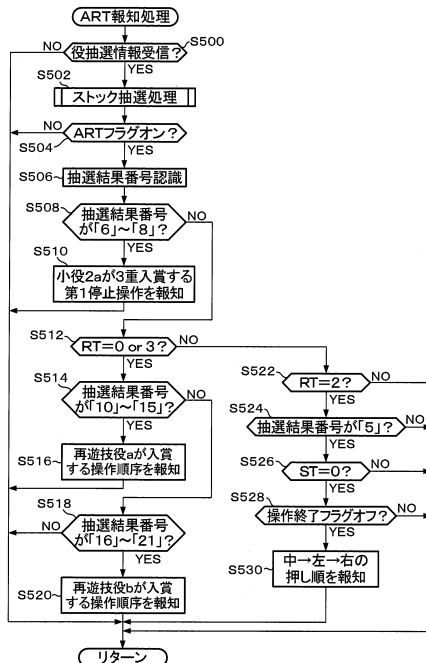 ART報知処理
S500
NO
役抽選情報受信？
YES
S502
ストック抽選処理
NO
ARTフラグオン？
S504
YES
S506
抽選結果番号認識
S508
抽選結果番号
が「6」～「8」？
NO
YES
S510
小役2aが3重入賞する
第1停止操作を報知
S512
RT=0 or 3？
NO
YES
S514
抽選結果番号
が「10」～「15」？
NO
YES
S516
再遊技役aが入賞
する操作順序を報知
S518
NO
抽選結果番号
が「16」～「21」？
YES
S520
再遊技役bが入賞
する操作順序を報知
S522
RT=2？
NO
YES
S524
抽選結果番号が「5」？
NO
YES
S526
ST=0？
NO
YES
S528
操作終了フラグオフ？
NO
YES
S530
中→左→右の
押し順を報知
リターン